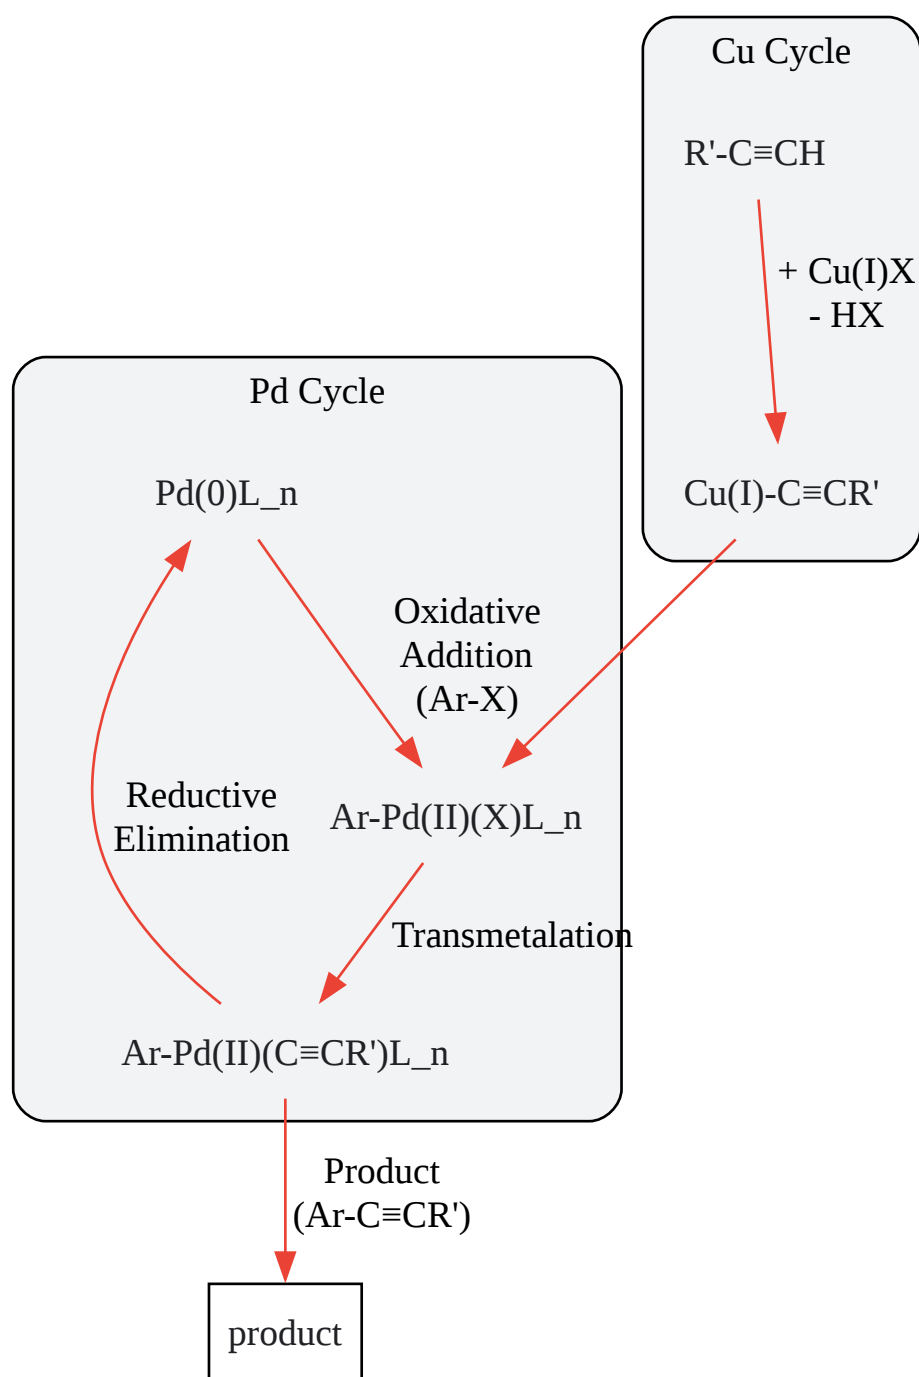 Cu Cycle
R'-C≡CH
+ Cu(I)X
- HX
Cu(I)-C≡CR'
Pd Cycle
Pd(0)L_n
Oxidative
Addition
(Ar-X)
Reductive
Elimination
Ar-Pd(II)(X)L_n
Transmetalation
Ar-Pd(II)(C≡CR')L_n
Product
(Ar-C≡CR')
product